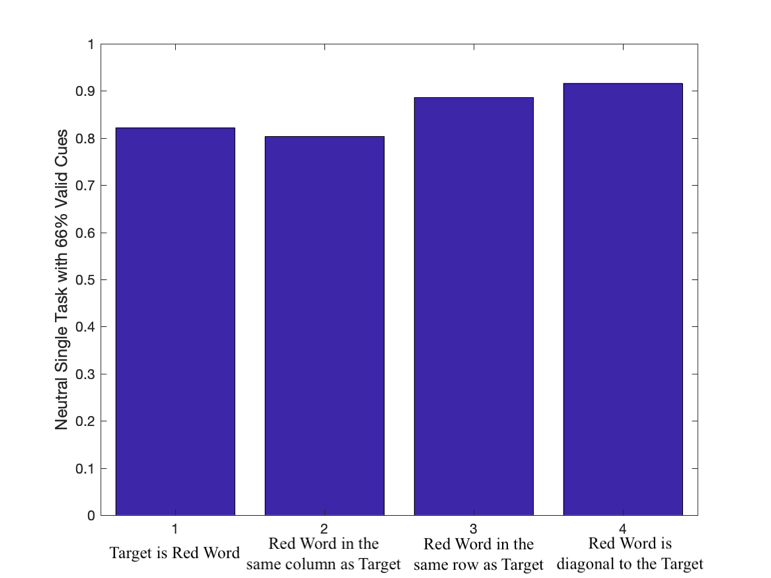 Neutral Single Task with 66% Valid Cues
1
0.9
0.8
0.7
0.6
0.5
0.4
0.3
0.2
0.1
0
1
2
3
4
Target is Red Word
Red Word in the
same column as Target
Red Word in the
same row as Target
Red Word is
diagonal to the Target